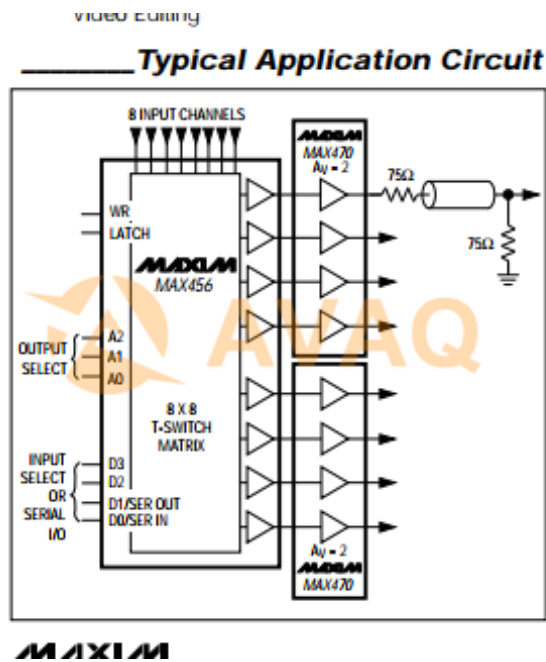 Video Editing
Typical Application Circuit
8 INPUT CHANNELS
MAXIM
MAX470
AV = 2
75Ω
75Ω
WR
LATCH
MAXIM
MAX456
AVAQ
OUTPUT
SELECT
A2
A1
A0
8 X 8
T-SWITCH
MATRIX
INPUT
SELECT
OR
SERIAL
I/O
D3
D2
D1/SER OUT
D0/SER IN
AV = 2
MAXIM
MAX470
MAXIM